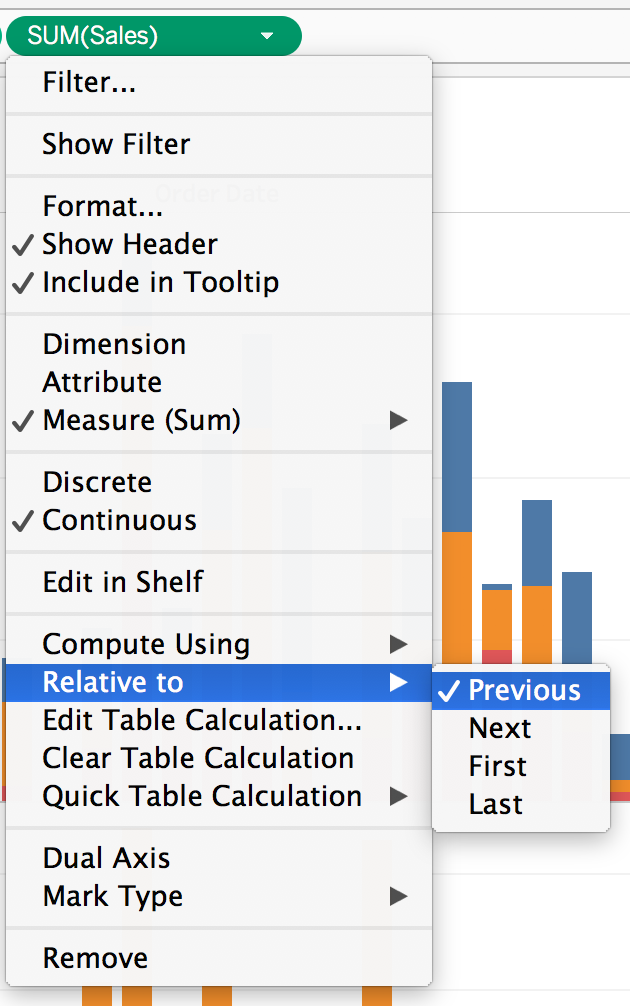 SUM(Sales)
Filter...
Show Filter
Order Date
Format...
Show Header
Include in Tooltip
Dimension
Attribute
Measure (Sum)
Discrete
Continuous
Edit in Shelf
Compute Using
Relative to
Previous
Edit Table Calculation...
Next
Clear Table Calculation
First
Quick Table Calculation
Last
Dual Axis
Mark Type
Remove